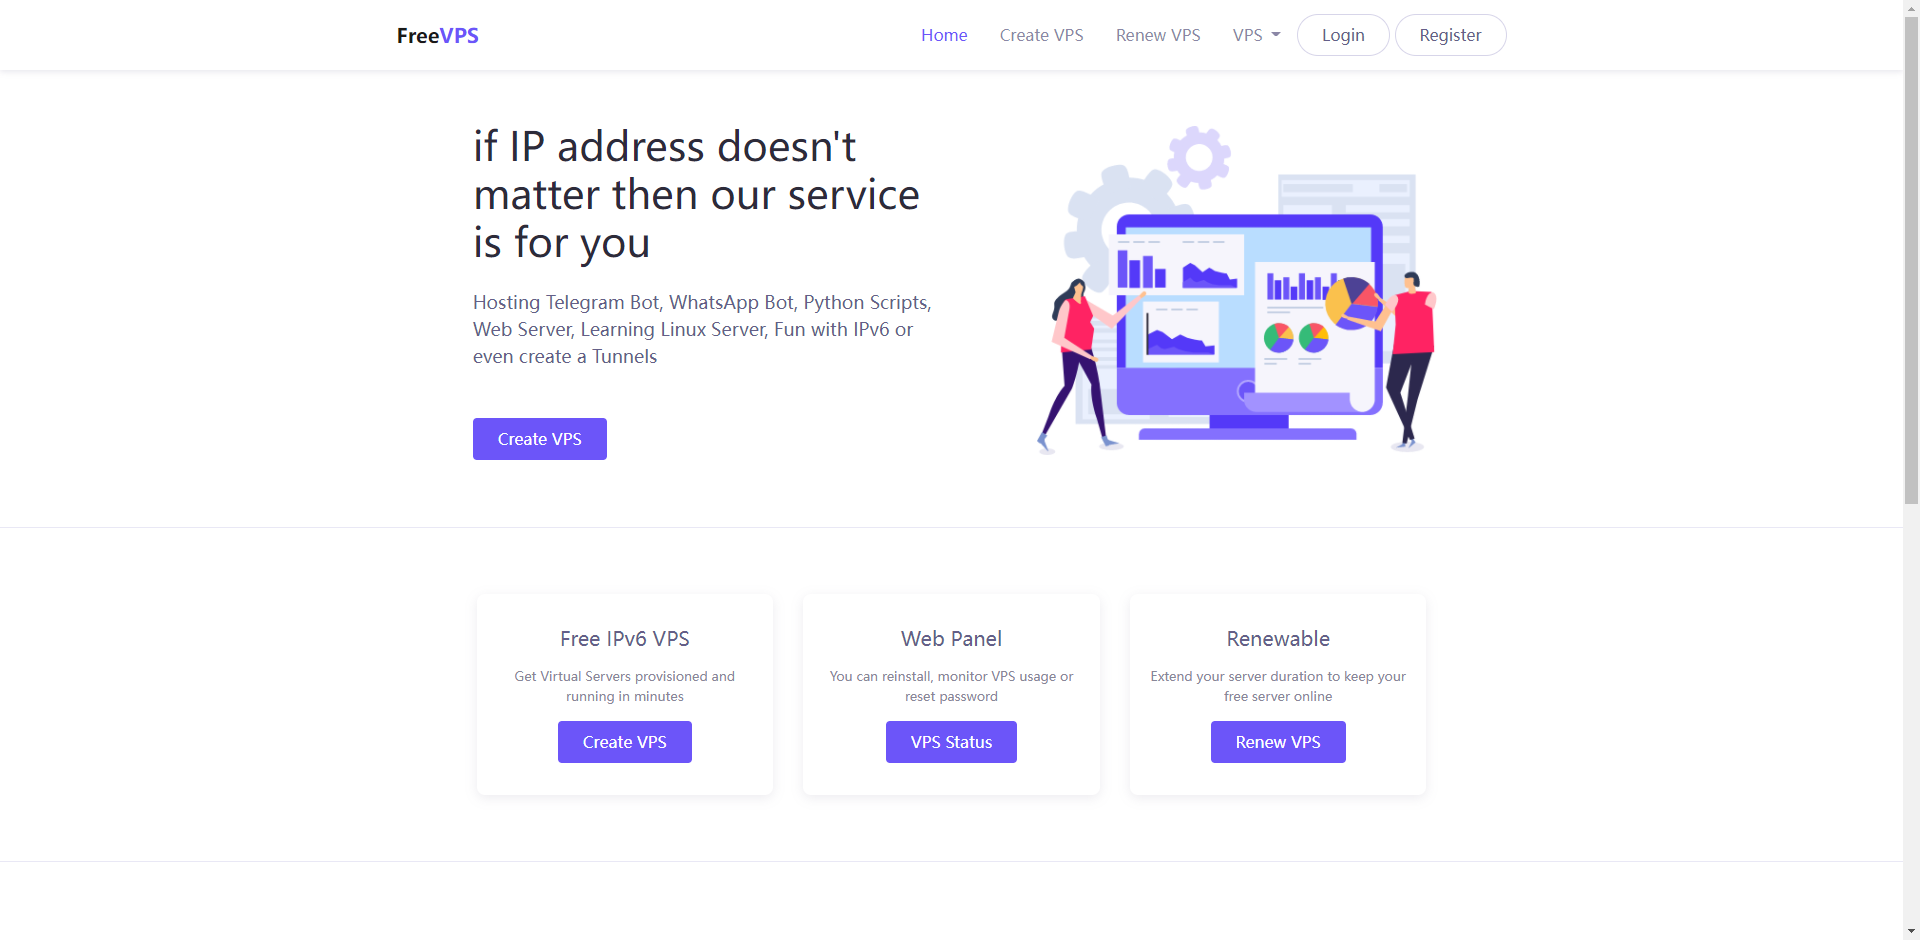 FreeVPS
Home
Create VPS
Renew VPS
VPS
Login
Register
if IP address doesn't
matter then our service
is for you
Hosting Telegram Bot, WhatsApp Bot, Python Scripts,
Web Server, Learning Linux Server, Fun with IPv6 or
even create a Tunnels
Create VPS
Free IPv6 VPS
Get Virtual Servers provisioned and
running in minutes
Create VPS
Web Panel
You can reinstall, monitor VPS usage or
reset password
VPS Status
Renewable
Extend your server duration to keep your
free server online
Renew VPS